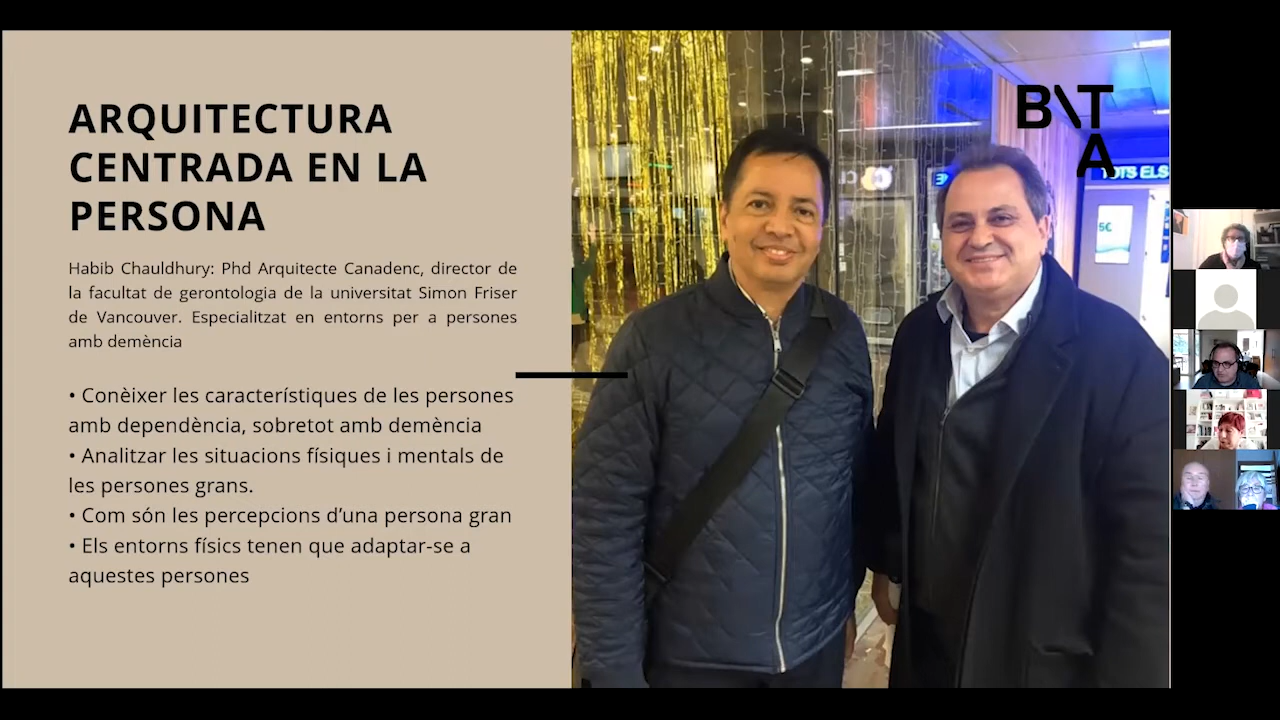 ARQUITECTURA
CENTRADA EN LA
PERSONA
Habib Chauldhury: Phd Arquitecte Canadenc, director de
la facultat de gerontologia de la universitat Simon Friser
de Vancouver. Especialitzat en entorns per a persones
amb demència
• Conèixer les característiques de les persones
amb dependència, sobretot amb demència
• Analitzar les situacions físiques i mentals de
les persones grans.
• Com són les percepcions d’una persona gran
• Els entorns físics tenen que adaptar-se a
aquestes persones
B\T
A
TOTS ELS
5€